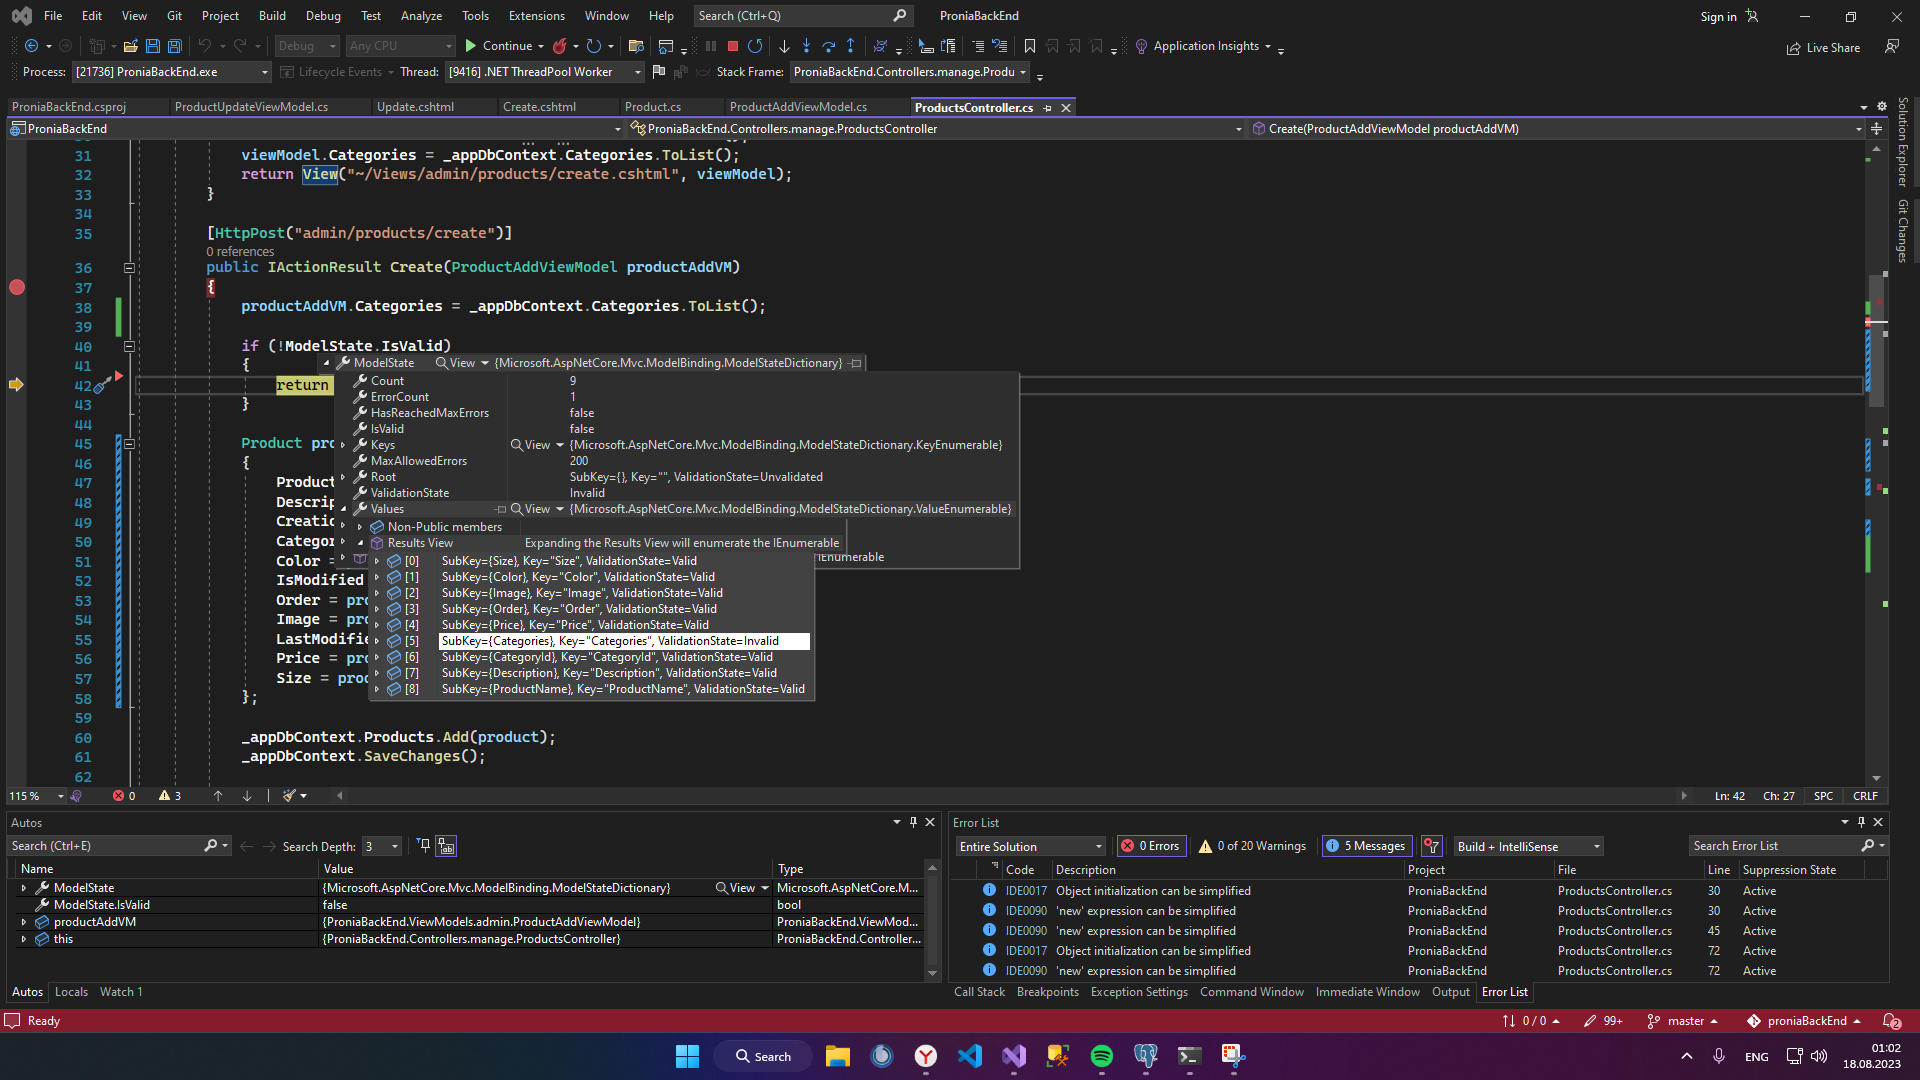 File Edit View Git Project Build Debug Test Analyze Tools Extensions Window Help Search (Ctrl+Q) ProniaBackEnd Sign in
Debug Any CPU Continue Application Insights Live Share
Process: [21736] ProniaBackEnd.exe Lifecycle Events Thread: [9416] .NET ThreadPool Worker Stack Frame: ProniaBackEnd.Controllers.manage.Produ
ProniaBackEnd.csproj ProductUpdateViewModel.cs Update.cshtml Create.cshtml Product.cs ProductAddViewModel.cs ProductsController.cs
ProniaBackEnd ProniaBackEnd.Controllers.manage.ProductsController Create(ProductAddViewModel productAddVM)
Solution Explorer
Git Changes
31 viewModel.Categories = _appDbContext.Categories.ToList();
32 return View("~/Views/admin/products/create.cshtml", viewModel);
33 }
34
35 [HttpPost("admin/products/create")]
0 references
36 public IActionResult Create(ProductAddViewModel productAddVM)
37 {
38 productAddVM.Categories = _appDbContext.Categories.ToList();
39
40 if (!ModelState.IsValid)
41 {
ModelState View {Microsoft.AspNetCore.Mvc.ModelBinding.ModelStateDictionary}
42 return
43 }
44
45 Product
46 {
47 Product
48
49
50
51 Color =
52 IsModified
53 Order =
54 Image =
55
56 Price =
57 Size =
58 };
59
60 _appDbContext.Products.Add(product);
61 _appDbContext.SaveChanges();
62
Count 9
ErrorCount 1
HasReachedMaxErrors false
IsValid false
Keys View {Microsoft.AspNetCore.Mvc.ModelBinding.ModelStateDictionary.KeyEnumerable}
MaxAllowedErrors 200
Root SubKey={}, Key="", ValidationState=Unvalidated
ValidationState Invalid
Values View {Microsoft.AspNetCore.Mvc.ModelBinding.ModelStateDictionary.ValueEnumerable}
Non-Public members
Results View Expanding the Results View will enumerate the IEnumerable
IEnumerable
[0] SubKey={Size}, Key="Size", ValidationState=Valid
[1] SubKey={Color}, Key="Color", ValidationState=Valid
[2] SubKey={Image}, Key="Image", ValidationState=Valid
[3] SubKey={Order}, Key="Order", ValidationState=Valid
[4] SubKey={Price}, Key="Price", ValidationState=Valid
[5] SubKey={Categories}, Key="Categories", ValidationState=Invalid
[6] SubKey={CategoryId}, Key="CategoryId", ValidationState=Valid
[7] SubKey={Description}, Key="Description", ValidationState=Valid
[8] SubKey={ProductName}, Key="ProductName", ValidationState=Valid
115 % 0 3 Ln: 42 Ch: 27 SPC CRLF
Autos
Search (Ctrl+E) Search Depth: 3
Name Value Type
ModelState {Microsoft.AspNetCore.Mvc.ModelBinding.ModelStateDictionary} View Microsoft.AspNetCore.M...
ModelState.IsValid false bool
productAddVM {ProniaBackEnd.ViewModels.admin.ProductAddViewModel} ProniaBackEnd.ViewMod...
this {ProniaBackEnd.Controllers.manage.ProductsController} ProniaBackEnd.Controller...
Autos Locals Watch 1
Error List
Entire Solution 0 Errors 0 of 20 Warnings 5 Messages Build + IntelliSense Search Error List
Code Description Project File Line Suppression State
IDE0017 Object initialization can be simplified ProniaBackEnd ProductsController.cs 30 Active
IDE0090 'new' expression can be simplified ProniaBackEnd ProductsController.cs 30 Active
IDE0090 'new' expression can be simplified ProniaBackEnd ProductsController.cs 45 Active
IDE0017 Object initialization can be simplified ProniaBackEnd ProductsController.cs 72 Active
IDE0090 'new' expression can be simplified ProniaBackEnd ProductsController.cs 72 Active
Call Stack Breakpoints Exception Settings Command Window Immediate Window Output Error List
Ready 0 / 0 99+ master proniaBackEnd 2
Search ENG 01:02
18.08.2023